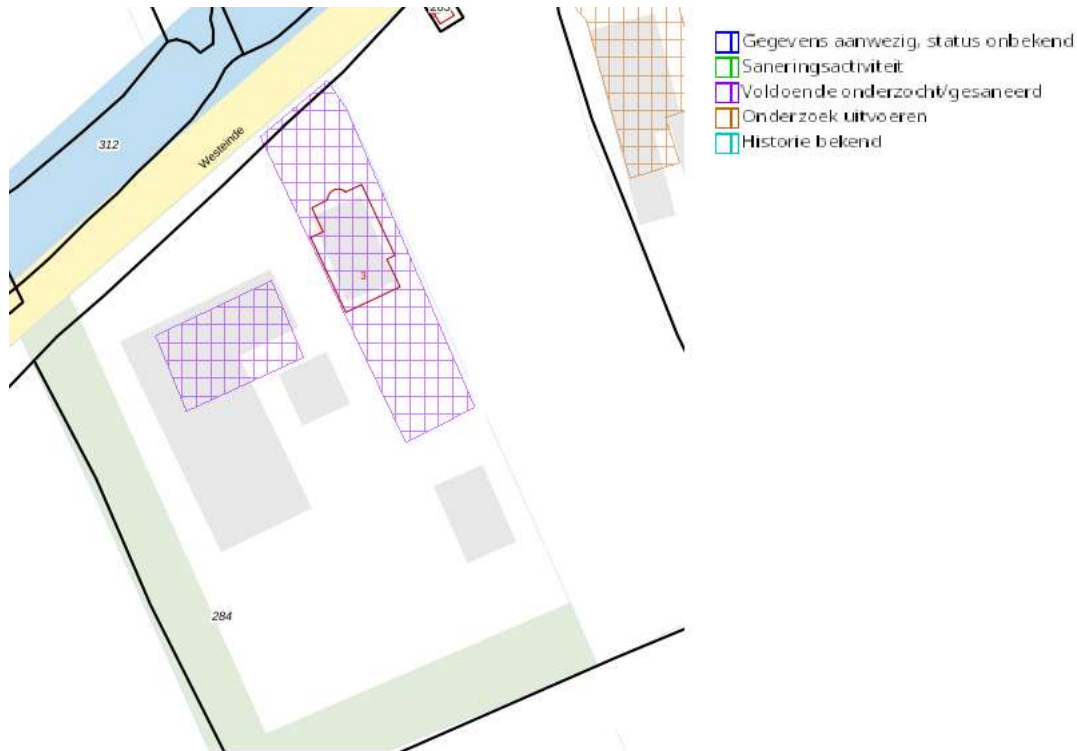 Gegevens aanwezig, status onbekend
Saneringsactiviteit
Voldoende onderzocht/gesaneerd
Onderzoek uitvoeren
Historie bekend
312
Westeinde
3
284